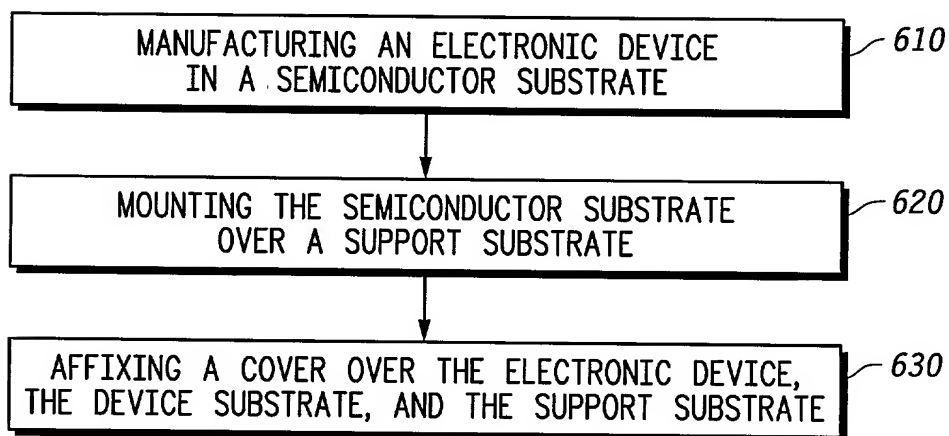 MANUFACTURING AN ELECTRONIC DEVICE
IN A SEMICONDUCTOR SUBSTRATE
610
MOUNTING THE SEMICONDUCTOR SUBSTRATE
OVER A SUPPORT SUBSTRATE
620
AFFIXING A COVER OVER THE ELECTRONIC DEVICE,
THE DEVICE SUBSTRATE, AND THE SUPPORT SUBSTRATE
630